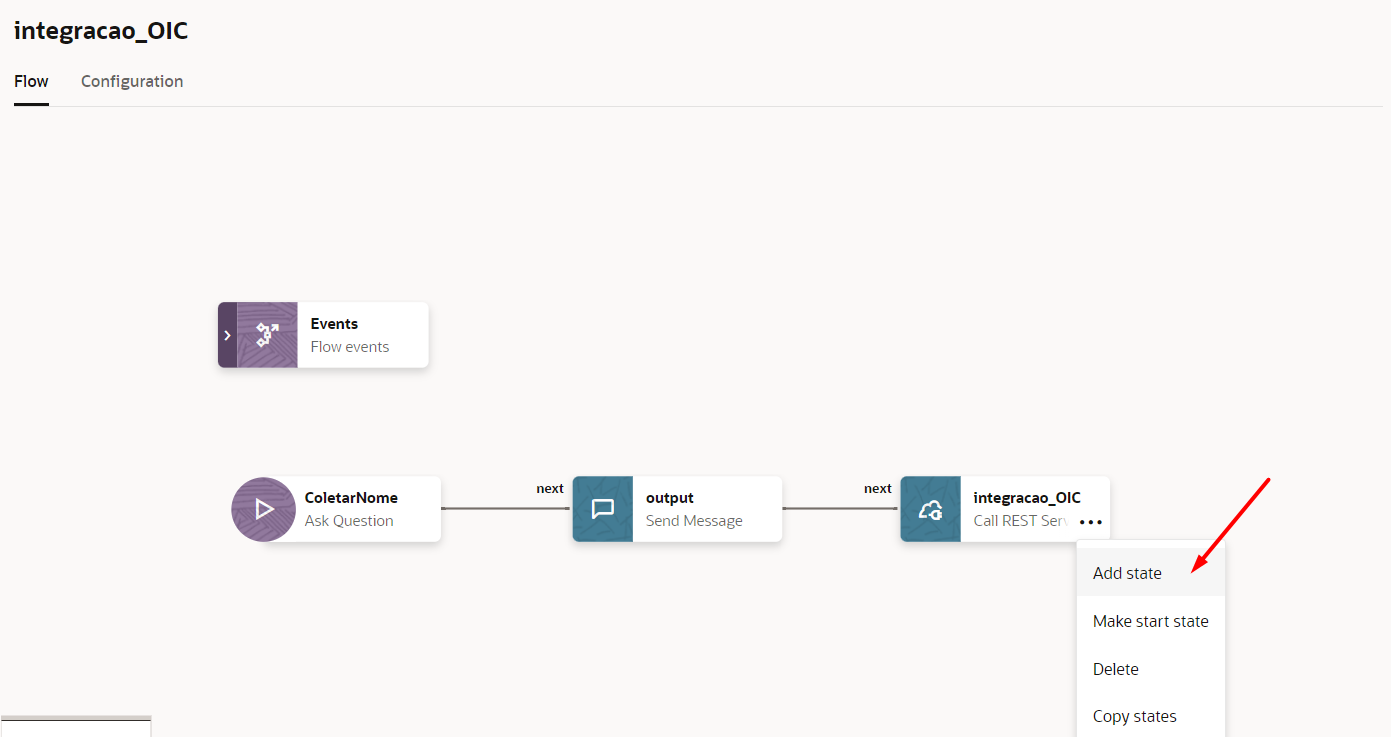 integracao_OIC
Flow Configuration
Events
Flow events
ColetarNome
Ask Question
next
output
Send Message
next
integracao_OIC
Call REST Serv
Add state
Make start state
Delete
Copy states